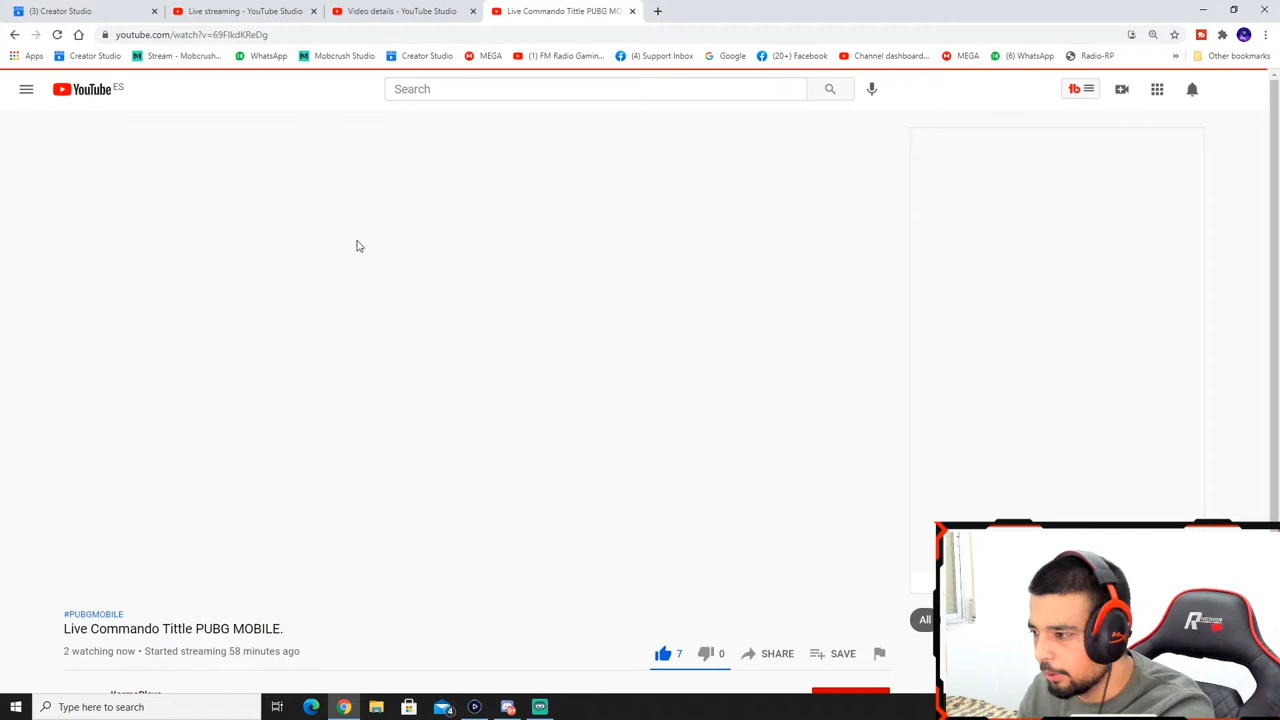 (3) Creator Studio
Live streaming - YouTube Studio
Video details - YouTube Studio
Live Commando Tittle PUBG MO
youtube.com/watch?v=69FIkdKReDg
Apps
Creator Studio
Stream - Mobcrush...
WhatsApp
Mobcrush Studio
Creator Studio
MEGA
(1) FM Radio Gamin...
(4) Support Inbox
Google
(20+) Facebook
Channel dashboard...
MEGA
(6) WhatsApp
Radio-RP
»
Other bookmarks
YouTube ES
Search
#PUBGMOBILE
Live Commando Tittle PUBG MOBILE.
2 watching now • Started streaming 58 minutes ago
7
0
SHARE
SAVE
All
Type here to search
4